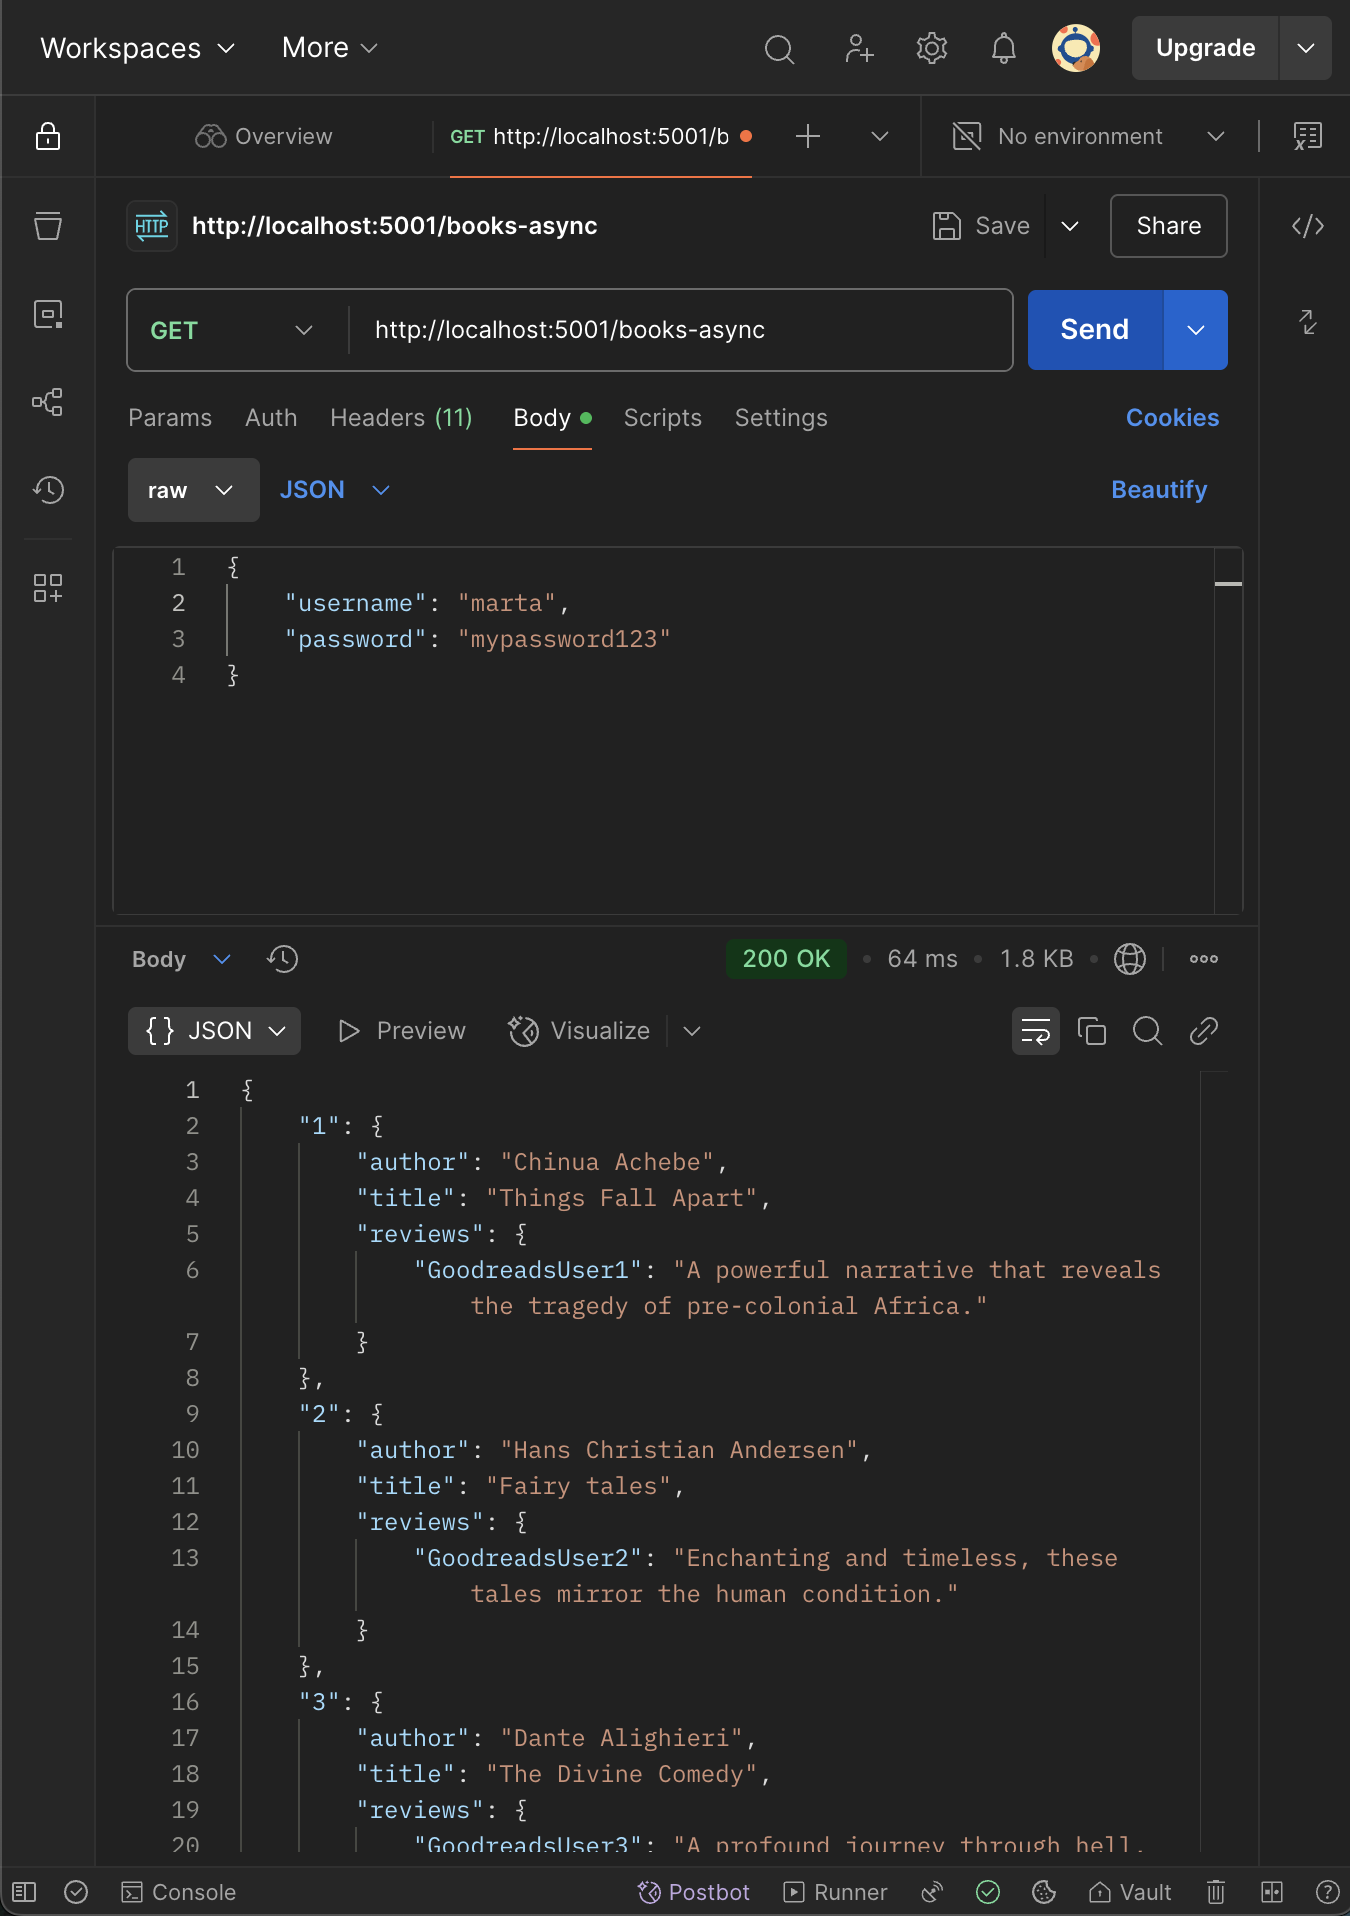 Workspaces More Upgrade
Overview GET http://localhost:5001/b No environment
HTTP http://localhost:5001/books-async Save Share
GET http://localhost:5001/books-async Send
Params Auth Headers (11) Body Scripts Settings Cookies
raw JSON Beautify
1 {
2 "username": "marta",
3 "password": "mypassword123"
4 }
Body 200 OK • 64 ms • 1.8 KB •
{} JSON Preview Visualize
1 {
2 "1": {
3 "author": "Chinua Achebe",
4 "title": "Things Fall Apart",
5 "reviews": {
6 "GoodreadsUser1": "A powerful narrative that reveals
the tragedy of pre-colonial Africa."
7 }
8 },
9 "2": {
10 "author": "Hans Christian Andersen",
11 "title": "Fairy tales",
12 "reviews": {
13 "GoodreadsUser2": "Enchanting and timeless, these
tales mirror the human condition."
14 }
15 },
16 "3": {
17 "author": "Dante Alighieri",
18 "title": "The Divine Comedy",
19 "reviews": {
20 "GoodreadsUser3": "A profound journey through hell,
Console Postbot Runner Vault